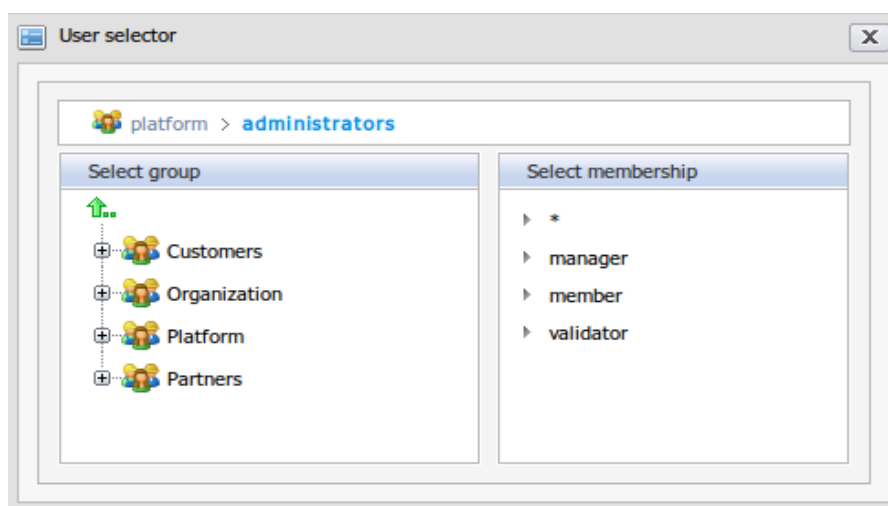 User selector
X
platform > administrators
Select group
..
Customers
Organization
Platform
Partners
Select membership
*
manager
member
validator